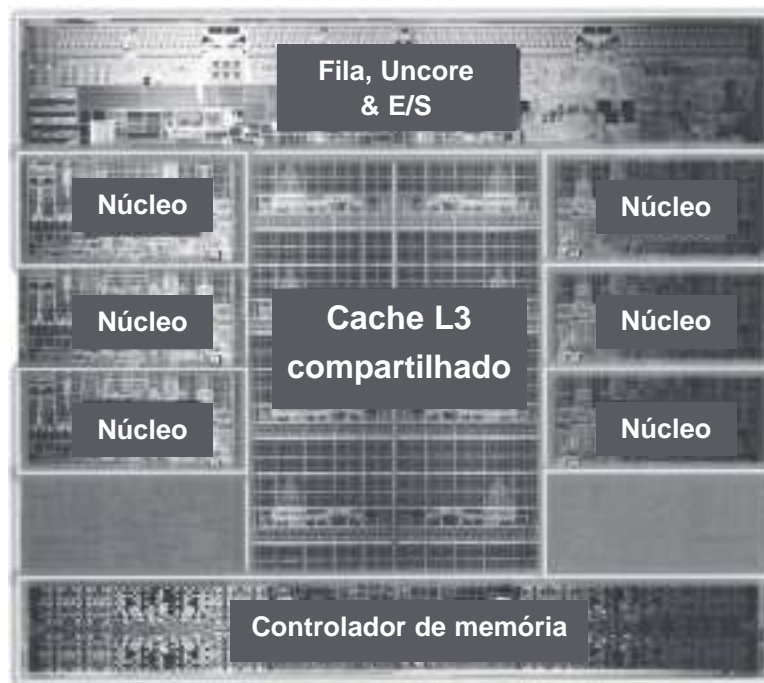 Fila, Uncore
& E/S
Núcleo
Núcleo
Núcleo
Cache L3
compartilhado
Núcleo
Núcleo
Núcleo
Controlador de memória